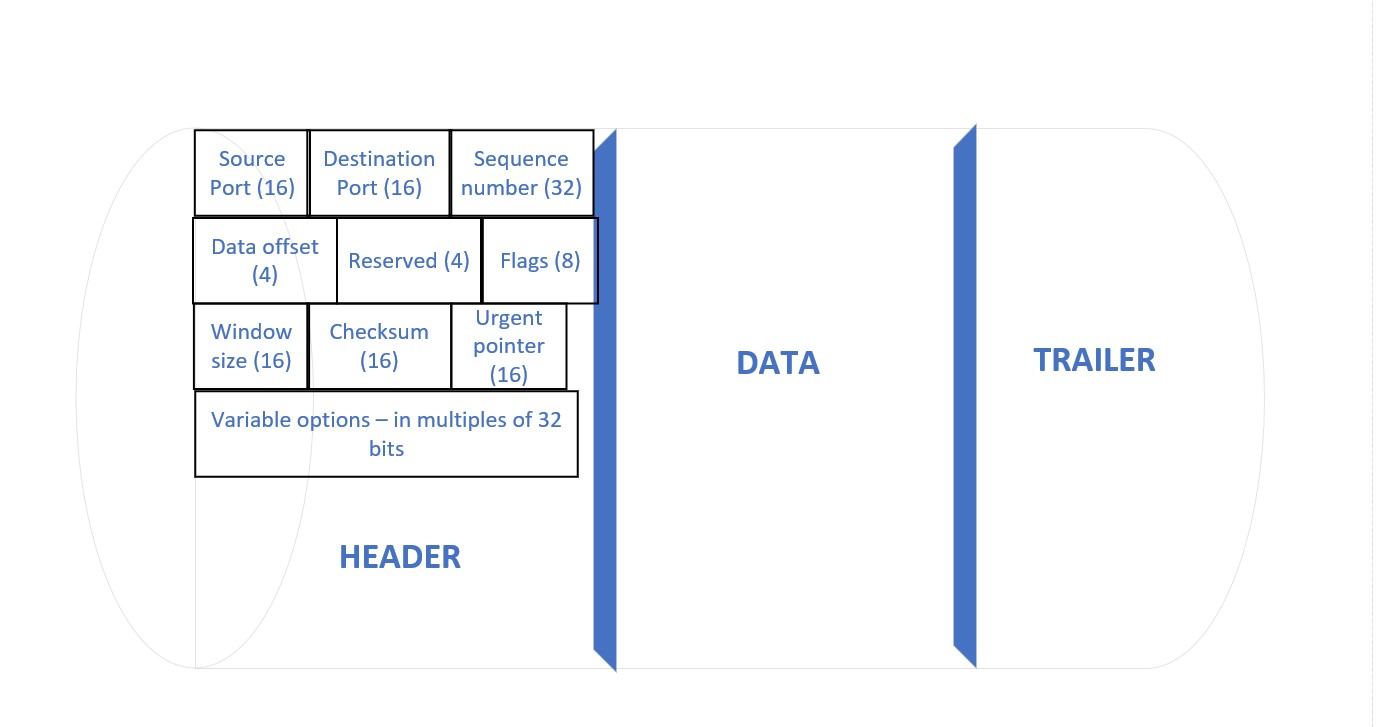 Source
Port (16)
Destination
Port (16)
Sequence
number (32)
Data offset
(4)
Reserved (4)
Flags (8)
Window
size (16)
Checksum
(16)
Urgent
pointer
(16)
Variable options – in multiples of 32
bits
HEADER
DATA
TRAILER